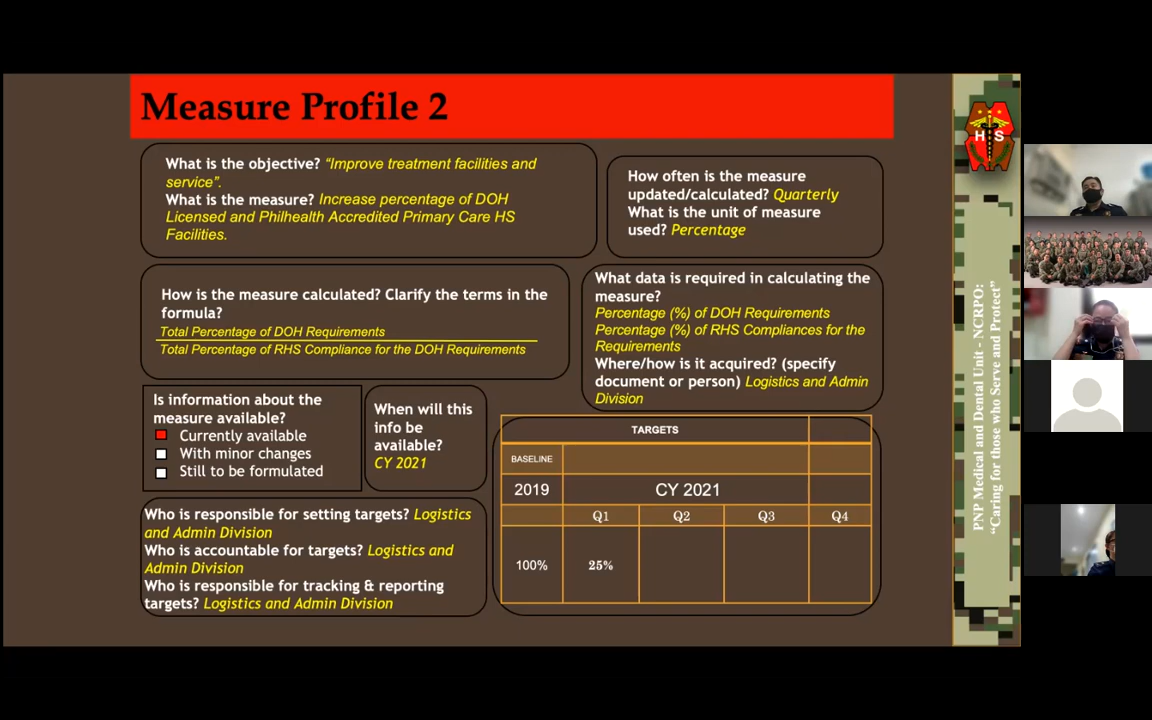 Measure Profile 2
What is the objective? “Improve treatment facilities and
service”.
What is the measure? Increase percentage of DOH
Licensed and Philhealth Accredited Primary Care HS
Facilities.
How often is the measure
updated/calculated? Quarterly
What is the unit of measure
used? Percentage
How is the measure calculated? Clarify the terms in the
formula?
Total Percentage of DOH Requirements
Total Percentage of RHS Compliance for the DOH Requirements
What data is required in calculating the
measure?
Percentage (%) of DOH Requirements
Percentage (%) of RHS Compliances for the
Requirements
Where/how is it acquired? (specify
document or person) Logistics and Admin
Division
Is information about the
measure available?
Currently available
With minor changes
Still to be formulated
When will this
info be
available?
CY 2021
Who is responsible for setting targets? Logistics
and Admin Division
Who is accountable for targets? Logistics and
Admin Division
Who is responsible for tracking & reporting
targets? Logistics and Admin Division
TARGETS
BASELINE
2019 CY 2021
Q1 Q2 Q3 Q4
100% 25%
H S
PNP Medical and Dental Unit - NCRPO:
“Caring for those who Serve and Protect”